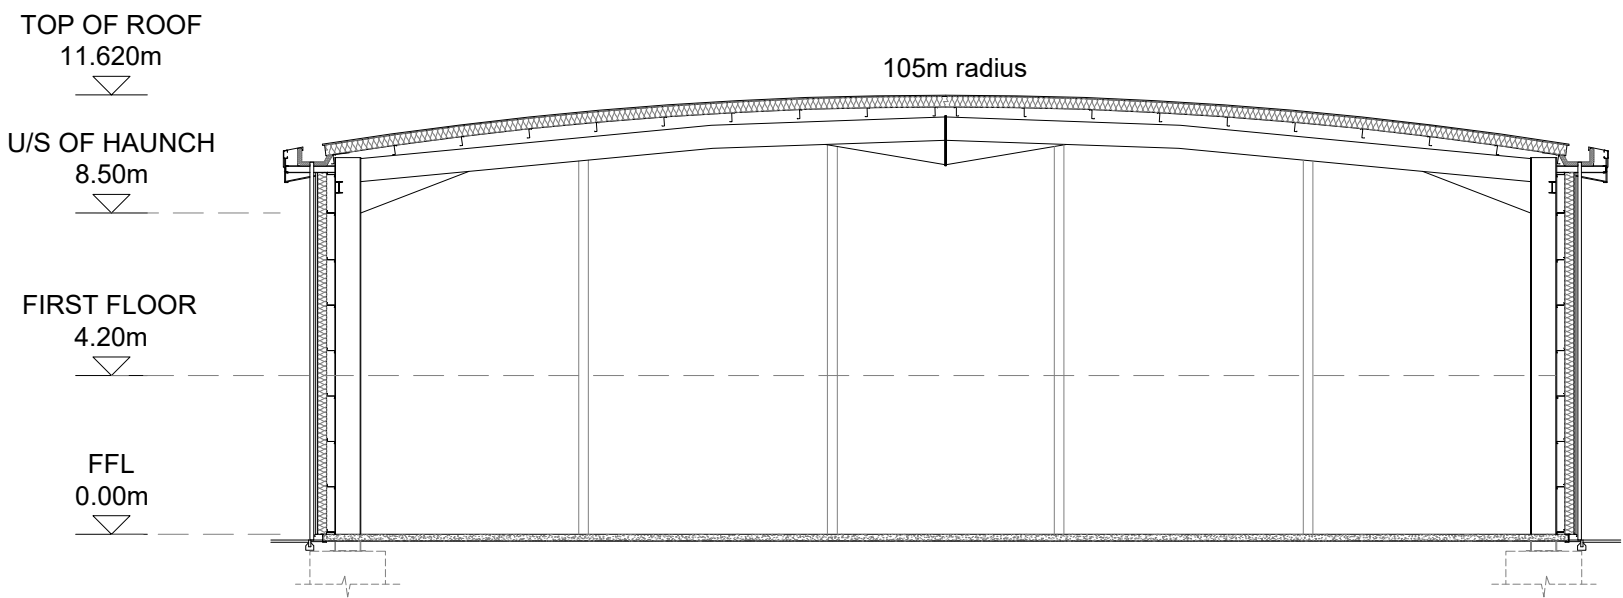 TOP OF ROOF
11.620m
105m radius
U/S OF HAUNCH
8.50m
FIRST FLOOR
4.20m
FFL
0.00m